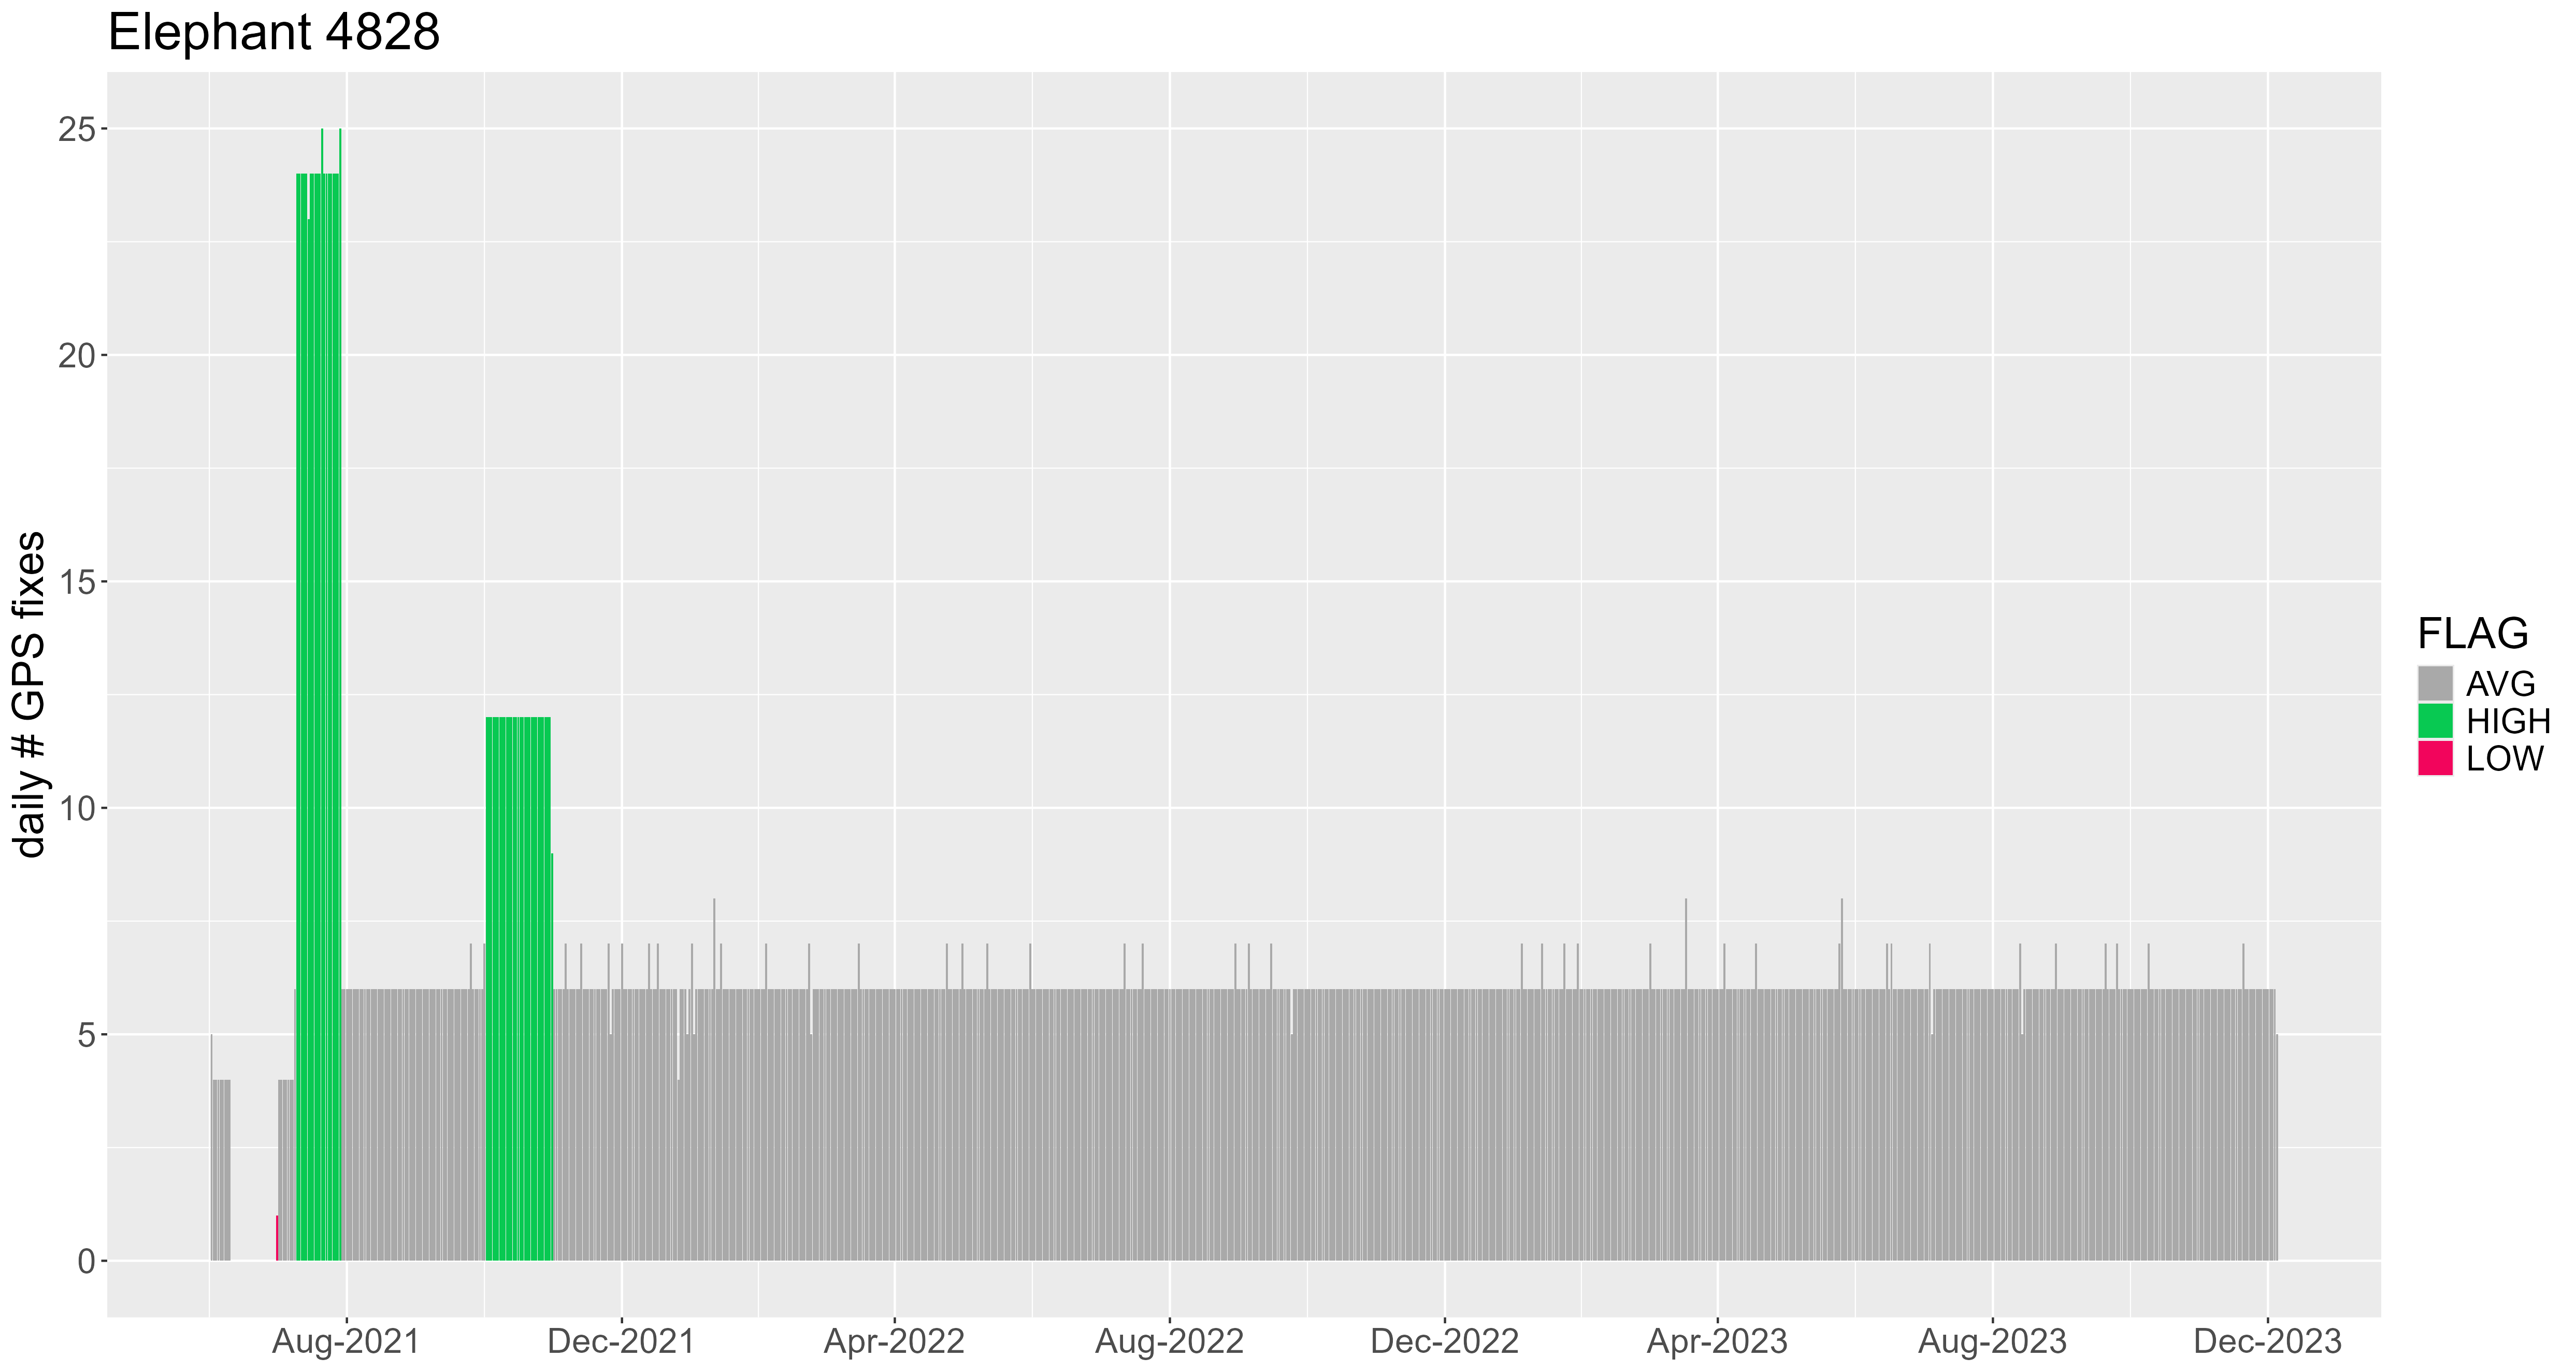 Elephant 4828
daily # GPS fixes
25
20
15
10
5
0
Aug-2021
Dec-2021
Apr-2022
Aug-2022
Dec-2022
Apr-2023
Aug-2023
Dec-2023
FLAG
AVG
HIGH
LOW